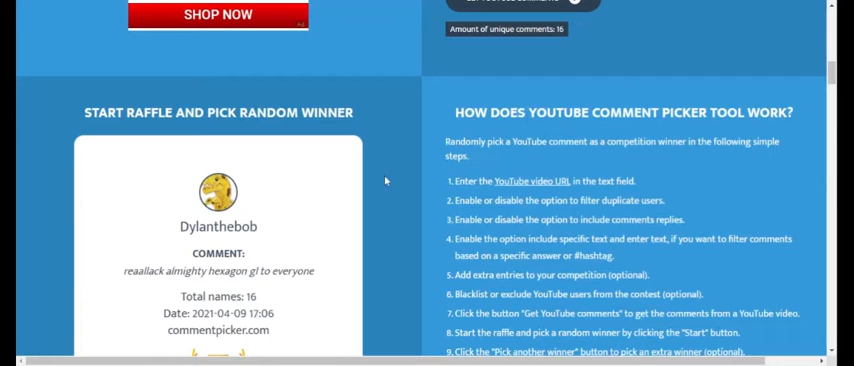 SHOP NOW
Ad
GET YOUTUBE COMMENTS
Amount of unique comments: 16
START RAFFLE AND PICK RANDOM WINNER
Dylanthebob
COMMENT:
reaallack almighty hexagon gl to everyone
Total names: 16
Date: 2021-04-09 17:06
commentpicker.com
HOW DOES YOUTUBE COMMENT PICKER TOOL WORK?
Randomly pick a YouTube comment as a competition winner in the following simple
steps.
1. Enter the YouTube video URL in the text field.
2. Enable or disable the option to filter duplicate users.
3. Enable or disable the option to include comments replies.
4. Enable the option include specific text and enter text, if you want to filter comments
based on a specific answer or #hashtag.
5. Add extra entries to your competition (optional).
6. Blacklist or exclude YouTube users from the contest (optional).
7. Click the button "Get YouTube comments" to get the comments from a YouTube video.
8. Start the raffle and pick a random winner by clicking the "Start" button.
9. Click the "Pick another winner" button to pick an extra winner (optional).